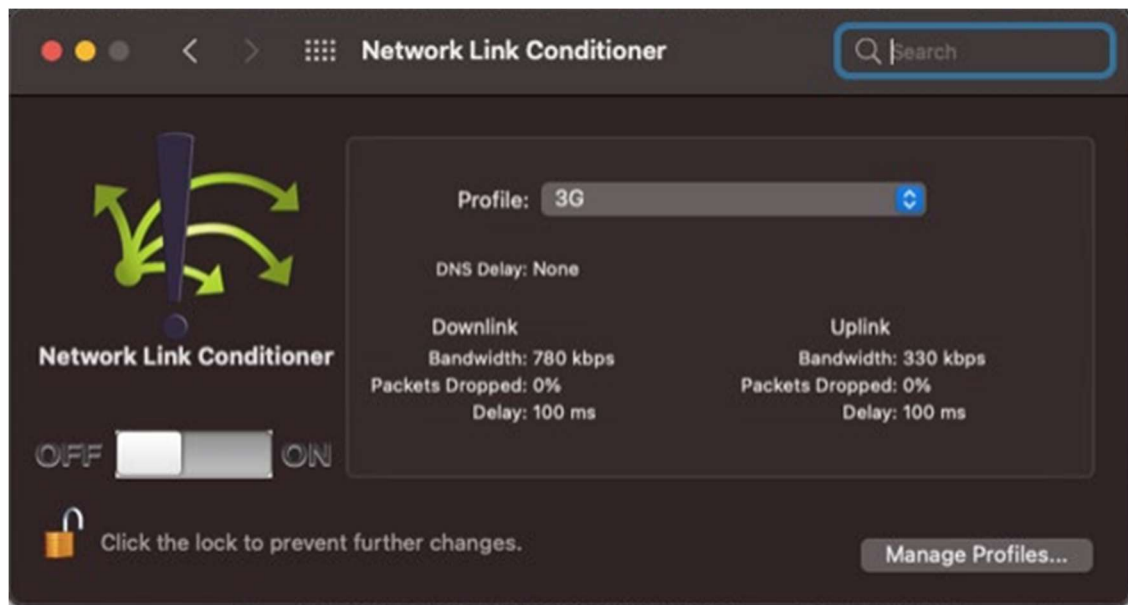 Network Link Conditioner
Search
Profile: 3G
DNS Delay: None
Downlink
Bandwidth: 780 kbps
Packets Dropped: 0%
Delay: 100 ms
Uplink
Bandwidth: 330 kbps
Packets Dropped: 0%
Delay: 100 ms
Network Link Conditioner
OFF ON
Click the lock to prevent further changes.
Manage Profiles...